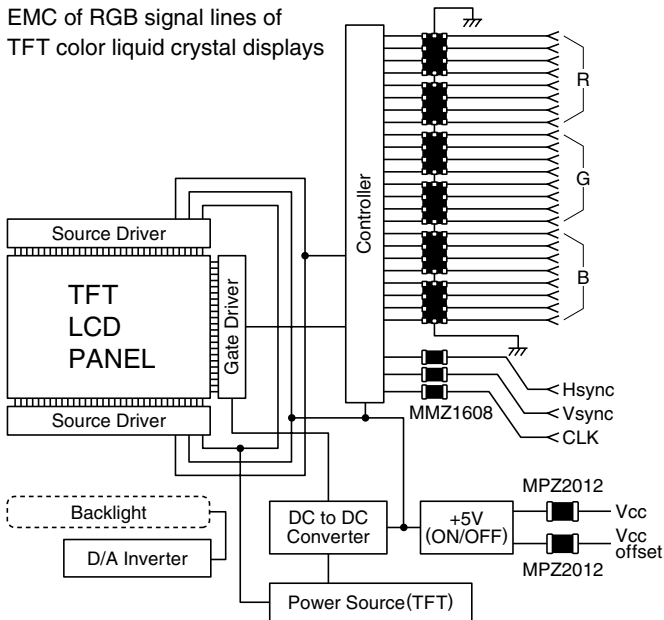 EMC of RGB signal lines of
TFT color liquid crystal displays
R
G
B
Controller
Source Driver
TFT
LCD
PANEL
Gate Driver
Source Driver
Hsync
Vsync
CLK
MMZ1608
Backlight
D/A Inverter
DC to DC
Converter
+5V
(ON/OFF)
MPZ2012
Vcc
Vcc
offset
MPZ2012
Power Source(TFT)